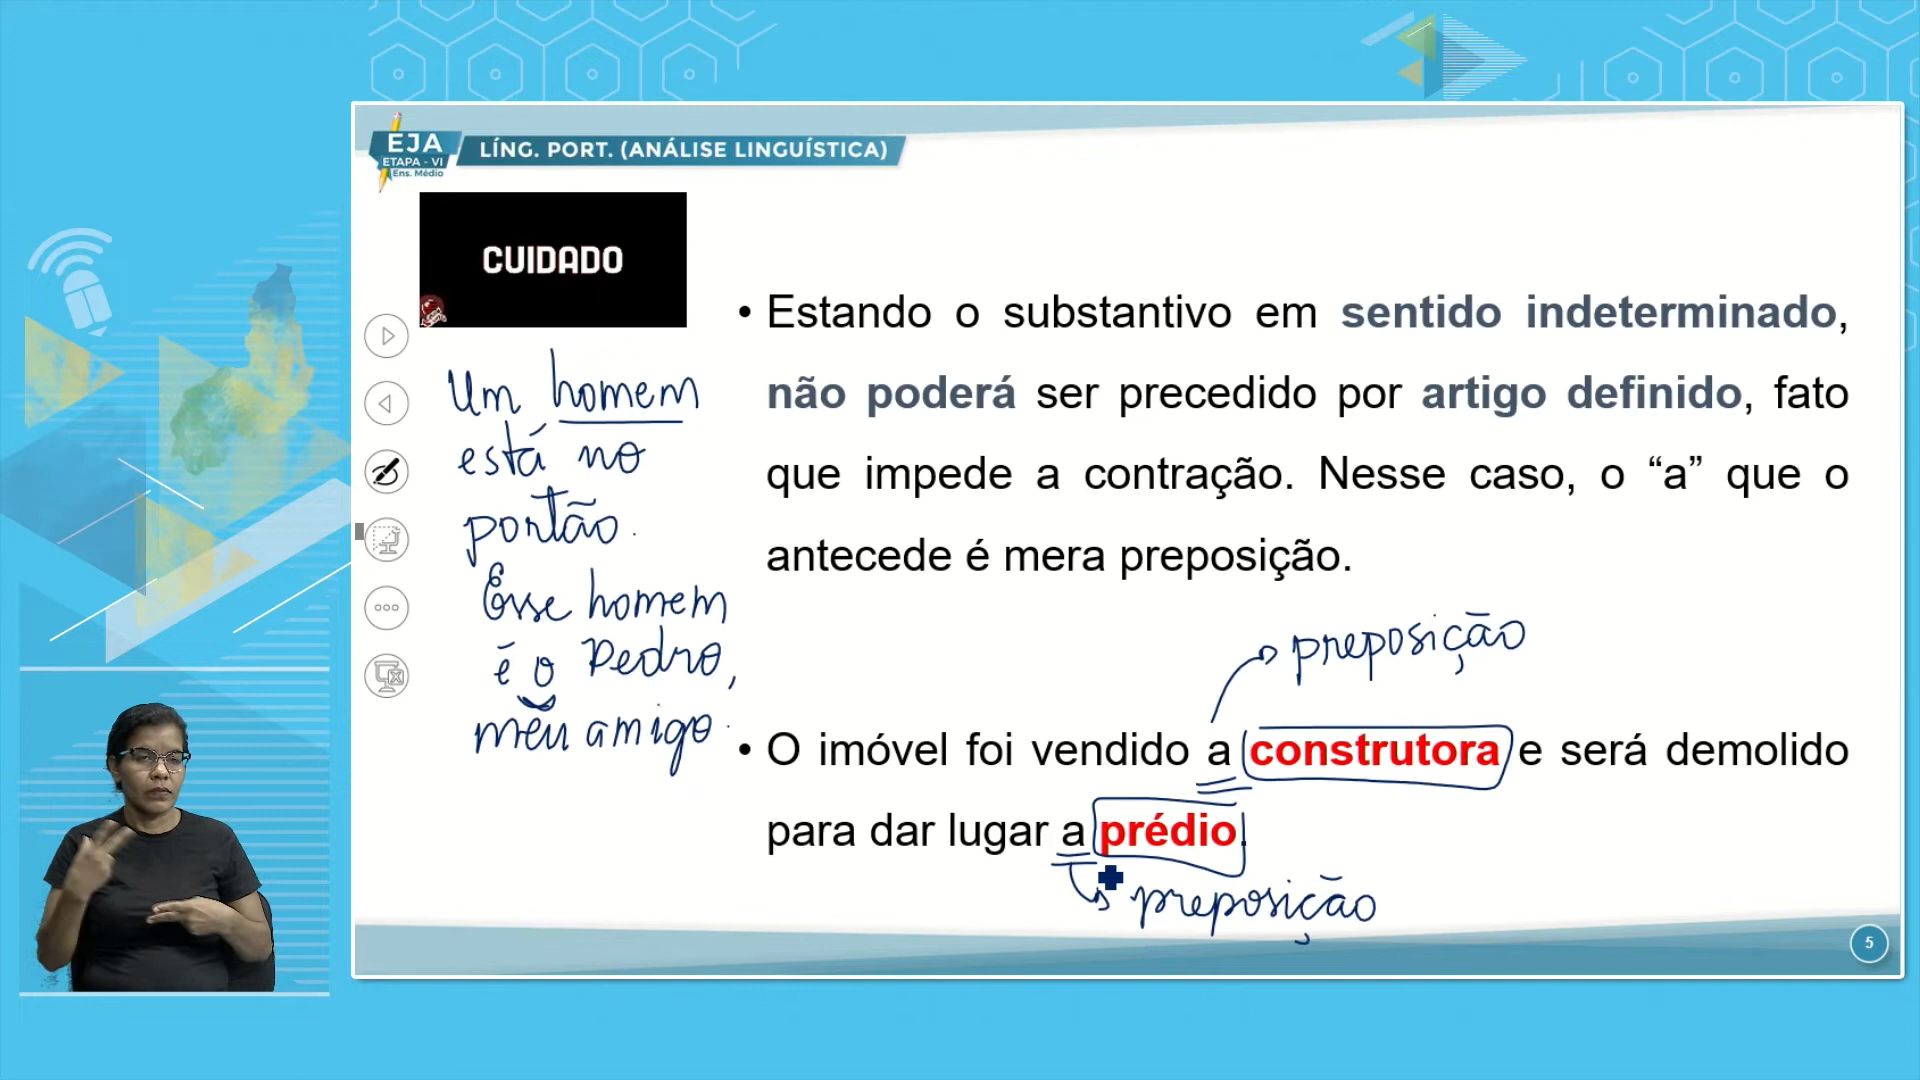 EJA
ETAPA - VI
Ens. Médio
LÍNG. PORT. (ANÁLISE LINGUÍSTICA)
CUIDADO
Um homem
está no
portão.
Esse homem
é o Pedro,
meu amigo.
• Estando o substantivo em sentido indeterminado,
não poderá ser precedido por artigo definido, fato
que impede a contração. Nesse caso, o “a” que o
antecede é mera preposição.
preposição
• O imóvel foi vendido a construtora e será demolido
para dar lugar a prédio.
preposição
5